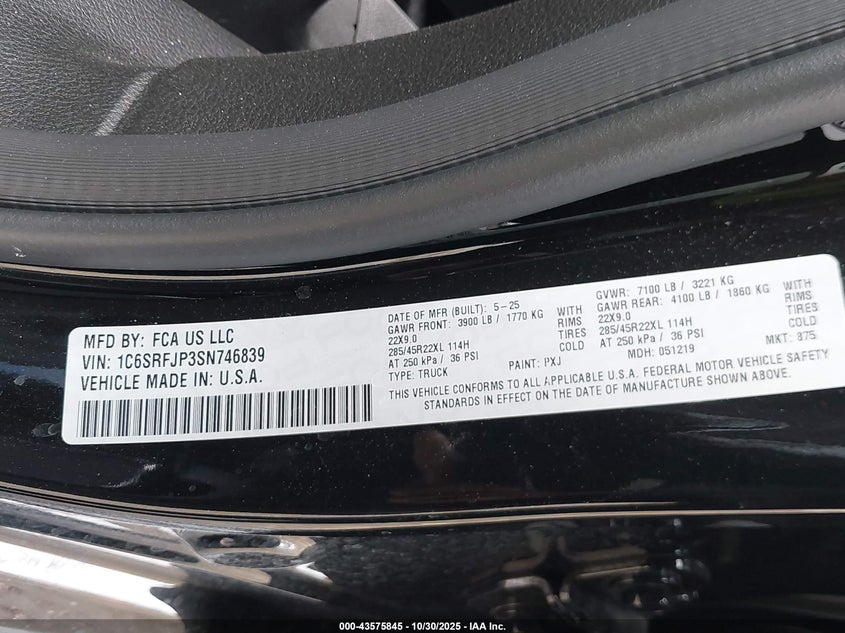 MFD BY: FCA US LLC
VIN: 1C6SRFJP3SN746839
VEHICLE MADE IN: U.S.A.
DATE OF MFR (BUILT): 5-25
GAWR FRONT: 3900 LB / 1770 KG WITH
22X9.0 RIMS
285/45R22XL 114H TIRES
AT 250 kPa / 36 PSI COLD
TYPE: TRUCK PAINT: PXJ
GVWR: 7100 LB / 3221 KG
GAWR REAR: 4100 LB / 1860 KG WITH
22X9.0 RIMS
285/45R22XL 114H TIRES
AT 250 kPa / 36 PSI COLD
MDH: 051219 MKT: 875
THIS VEHICLE CONFORMS TO ALL APPLICABLE U.S.A. FEDERAL MOTOR VEHICLE SAFETY
STANDARDS IN EFFECT ON THE DATE OF MANUFACTURE SHOWN ABOVE.
000-43575845 - 10/30/2025 - IAA Inc.